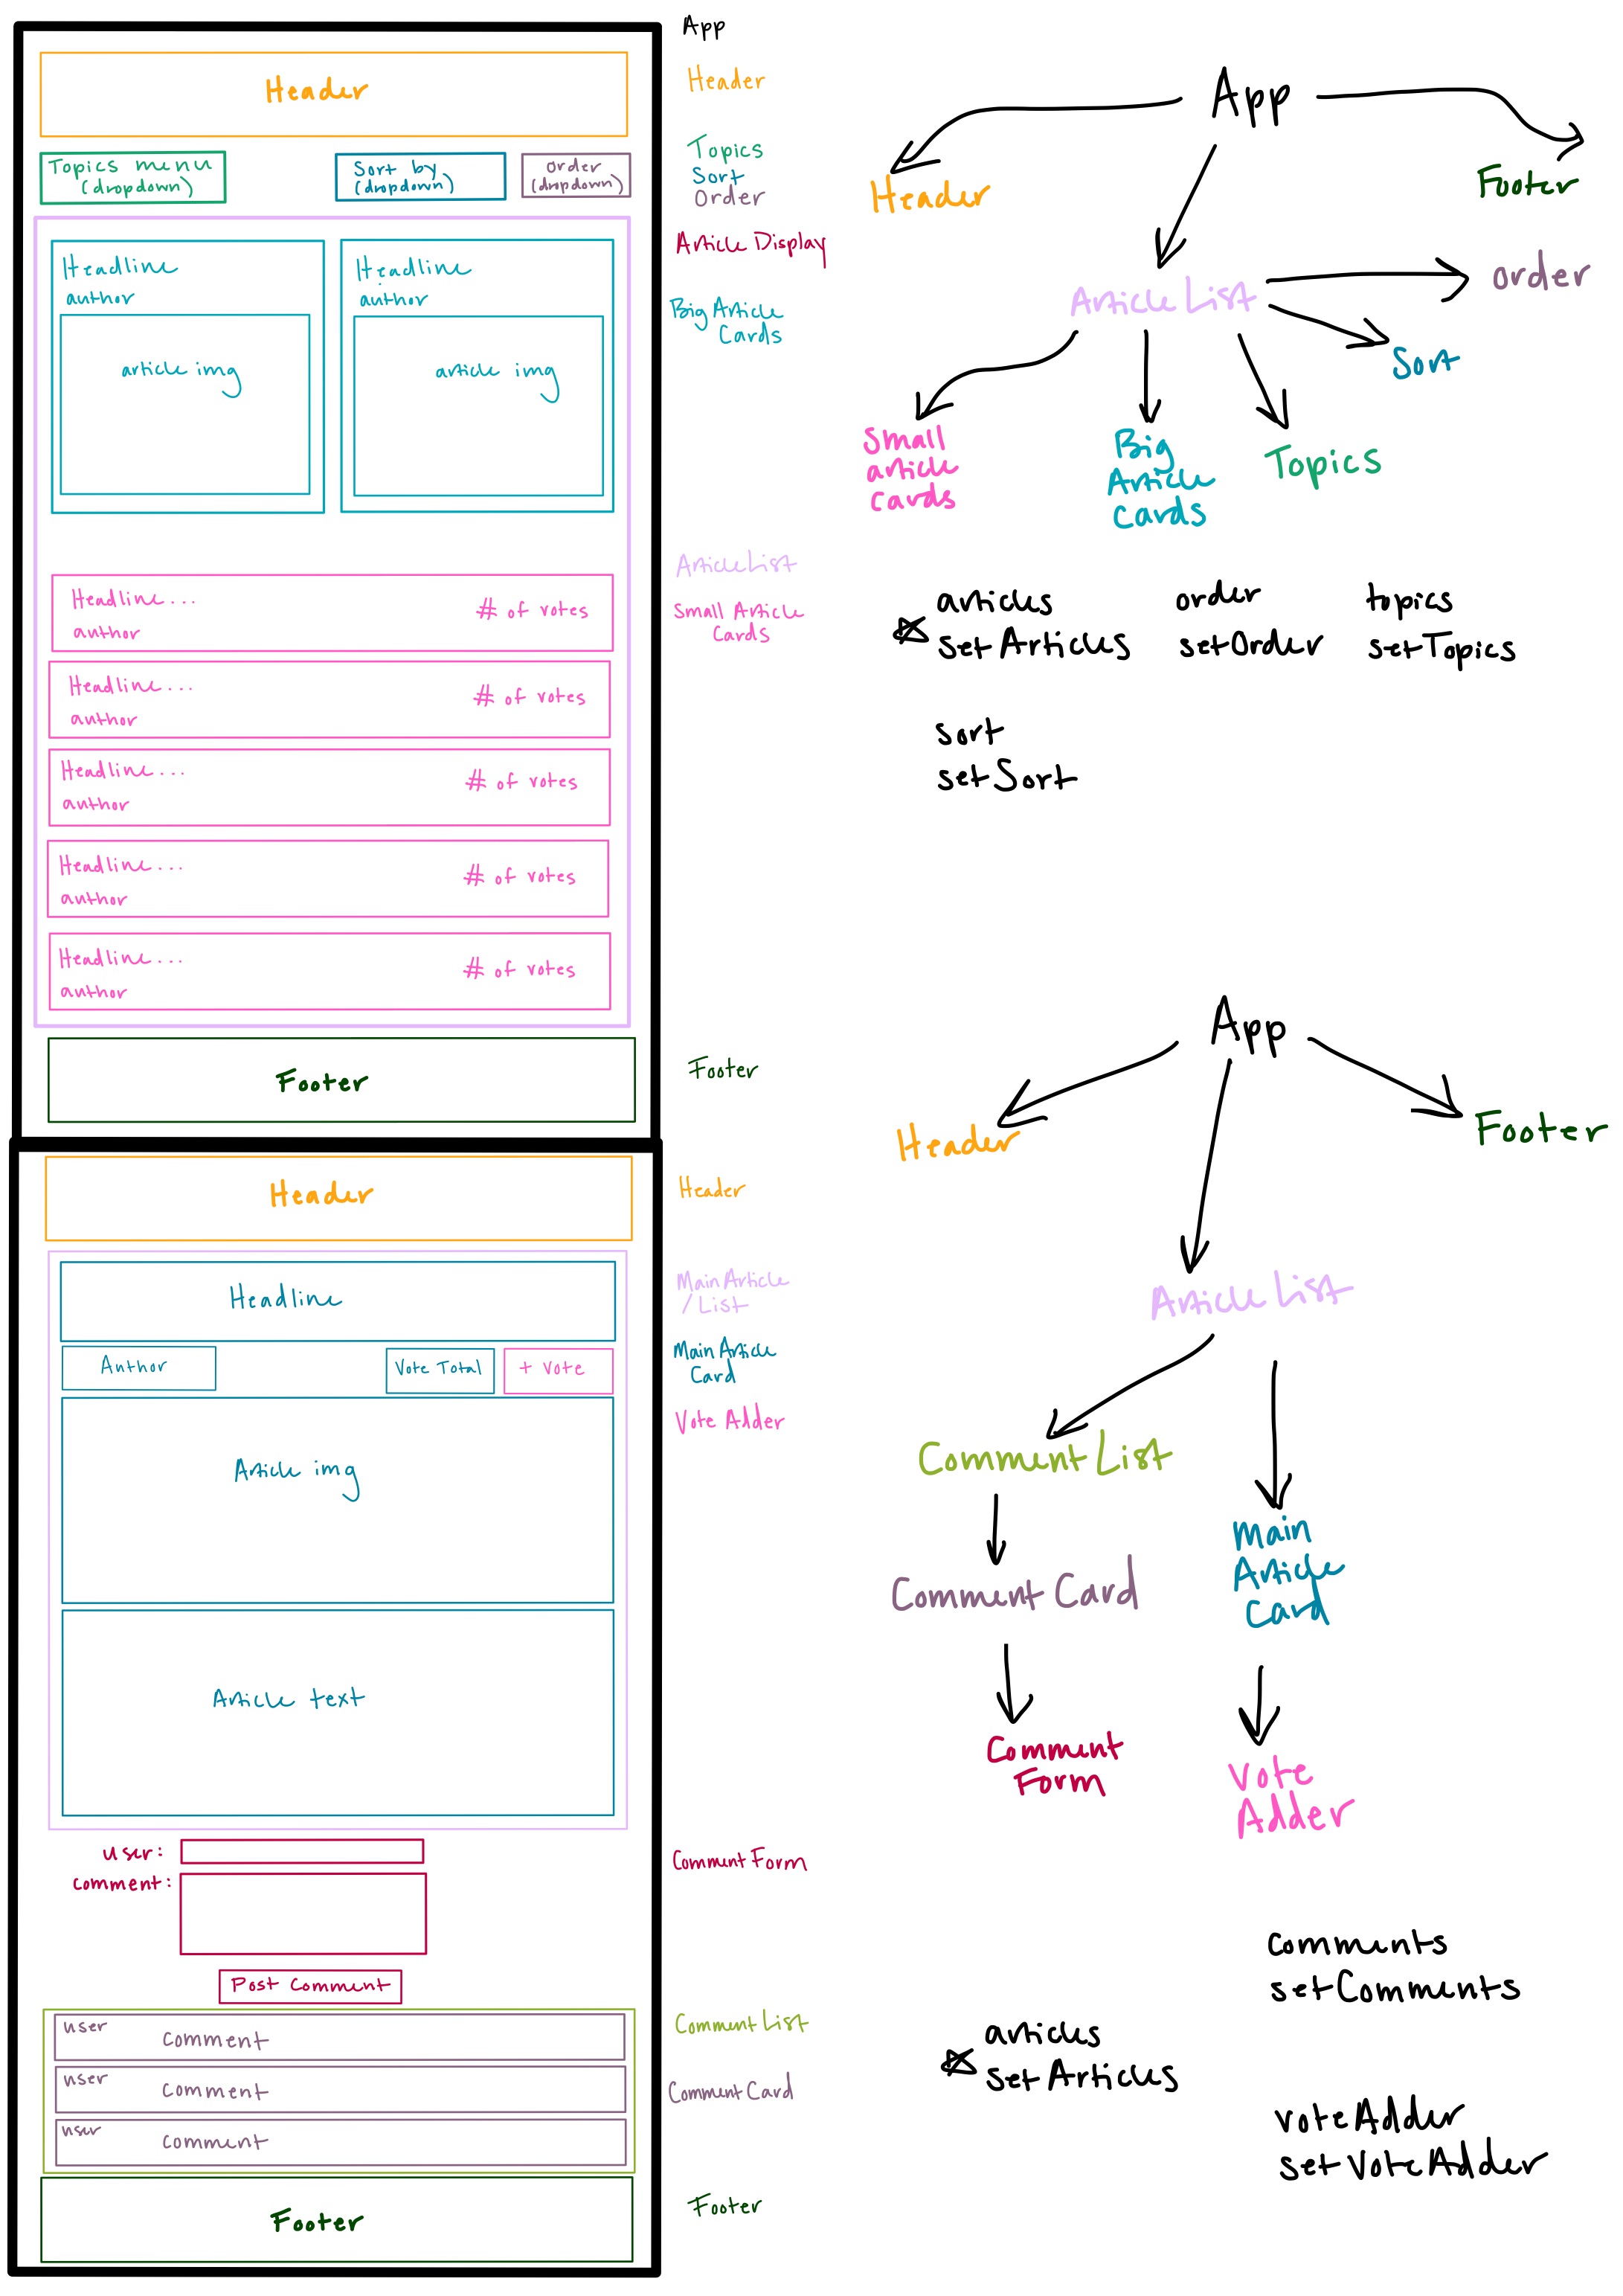 App
Header
Header
Topics menu
(dropdown)
Sort by
(dropdown)
order
(dropdown)
Topics
Sort
Order
Article Display
Headline
author
article img
Headline
author
article img
Big Article
Cards
Article List
Small Article
Cards
Headline...
author
# of votes
Headline...
author
# of votes
Headline...
author
# of votes
Headline...
author
# of votes
Headline...
author
# of votes
Footer
Footer
App
Header
Footer
Article List
order
Sort
Small
article
cards
Big
Article
Cards
Topics
articles
setArticles
order
setOrder
topics
setTopics
sort
setSort
Header
Header
Main Article
/ List
Headline
Main Article
Card
Author
Vote Total
+ Vote
Vote Adder
Article img
Article text
user:
comment:
Comment Form
Post Comment
Comment List
user
comment
user
comment
Comment Card
user
comment
Footer
Footer
App
Header
Footer
Article List
Comment List
Comment Card
Comment
Form
Main
Article
Card
Vote
Adder
comments
setComments
articles
setArticles
voteAdder
setVoteAdder